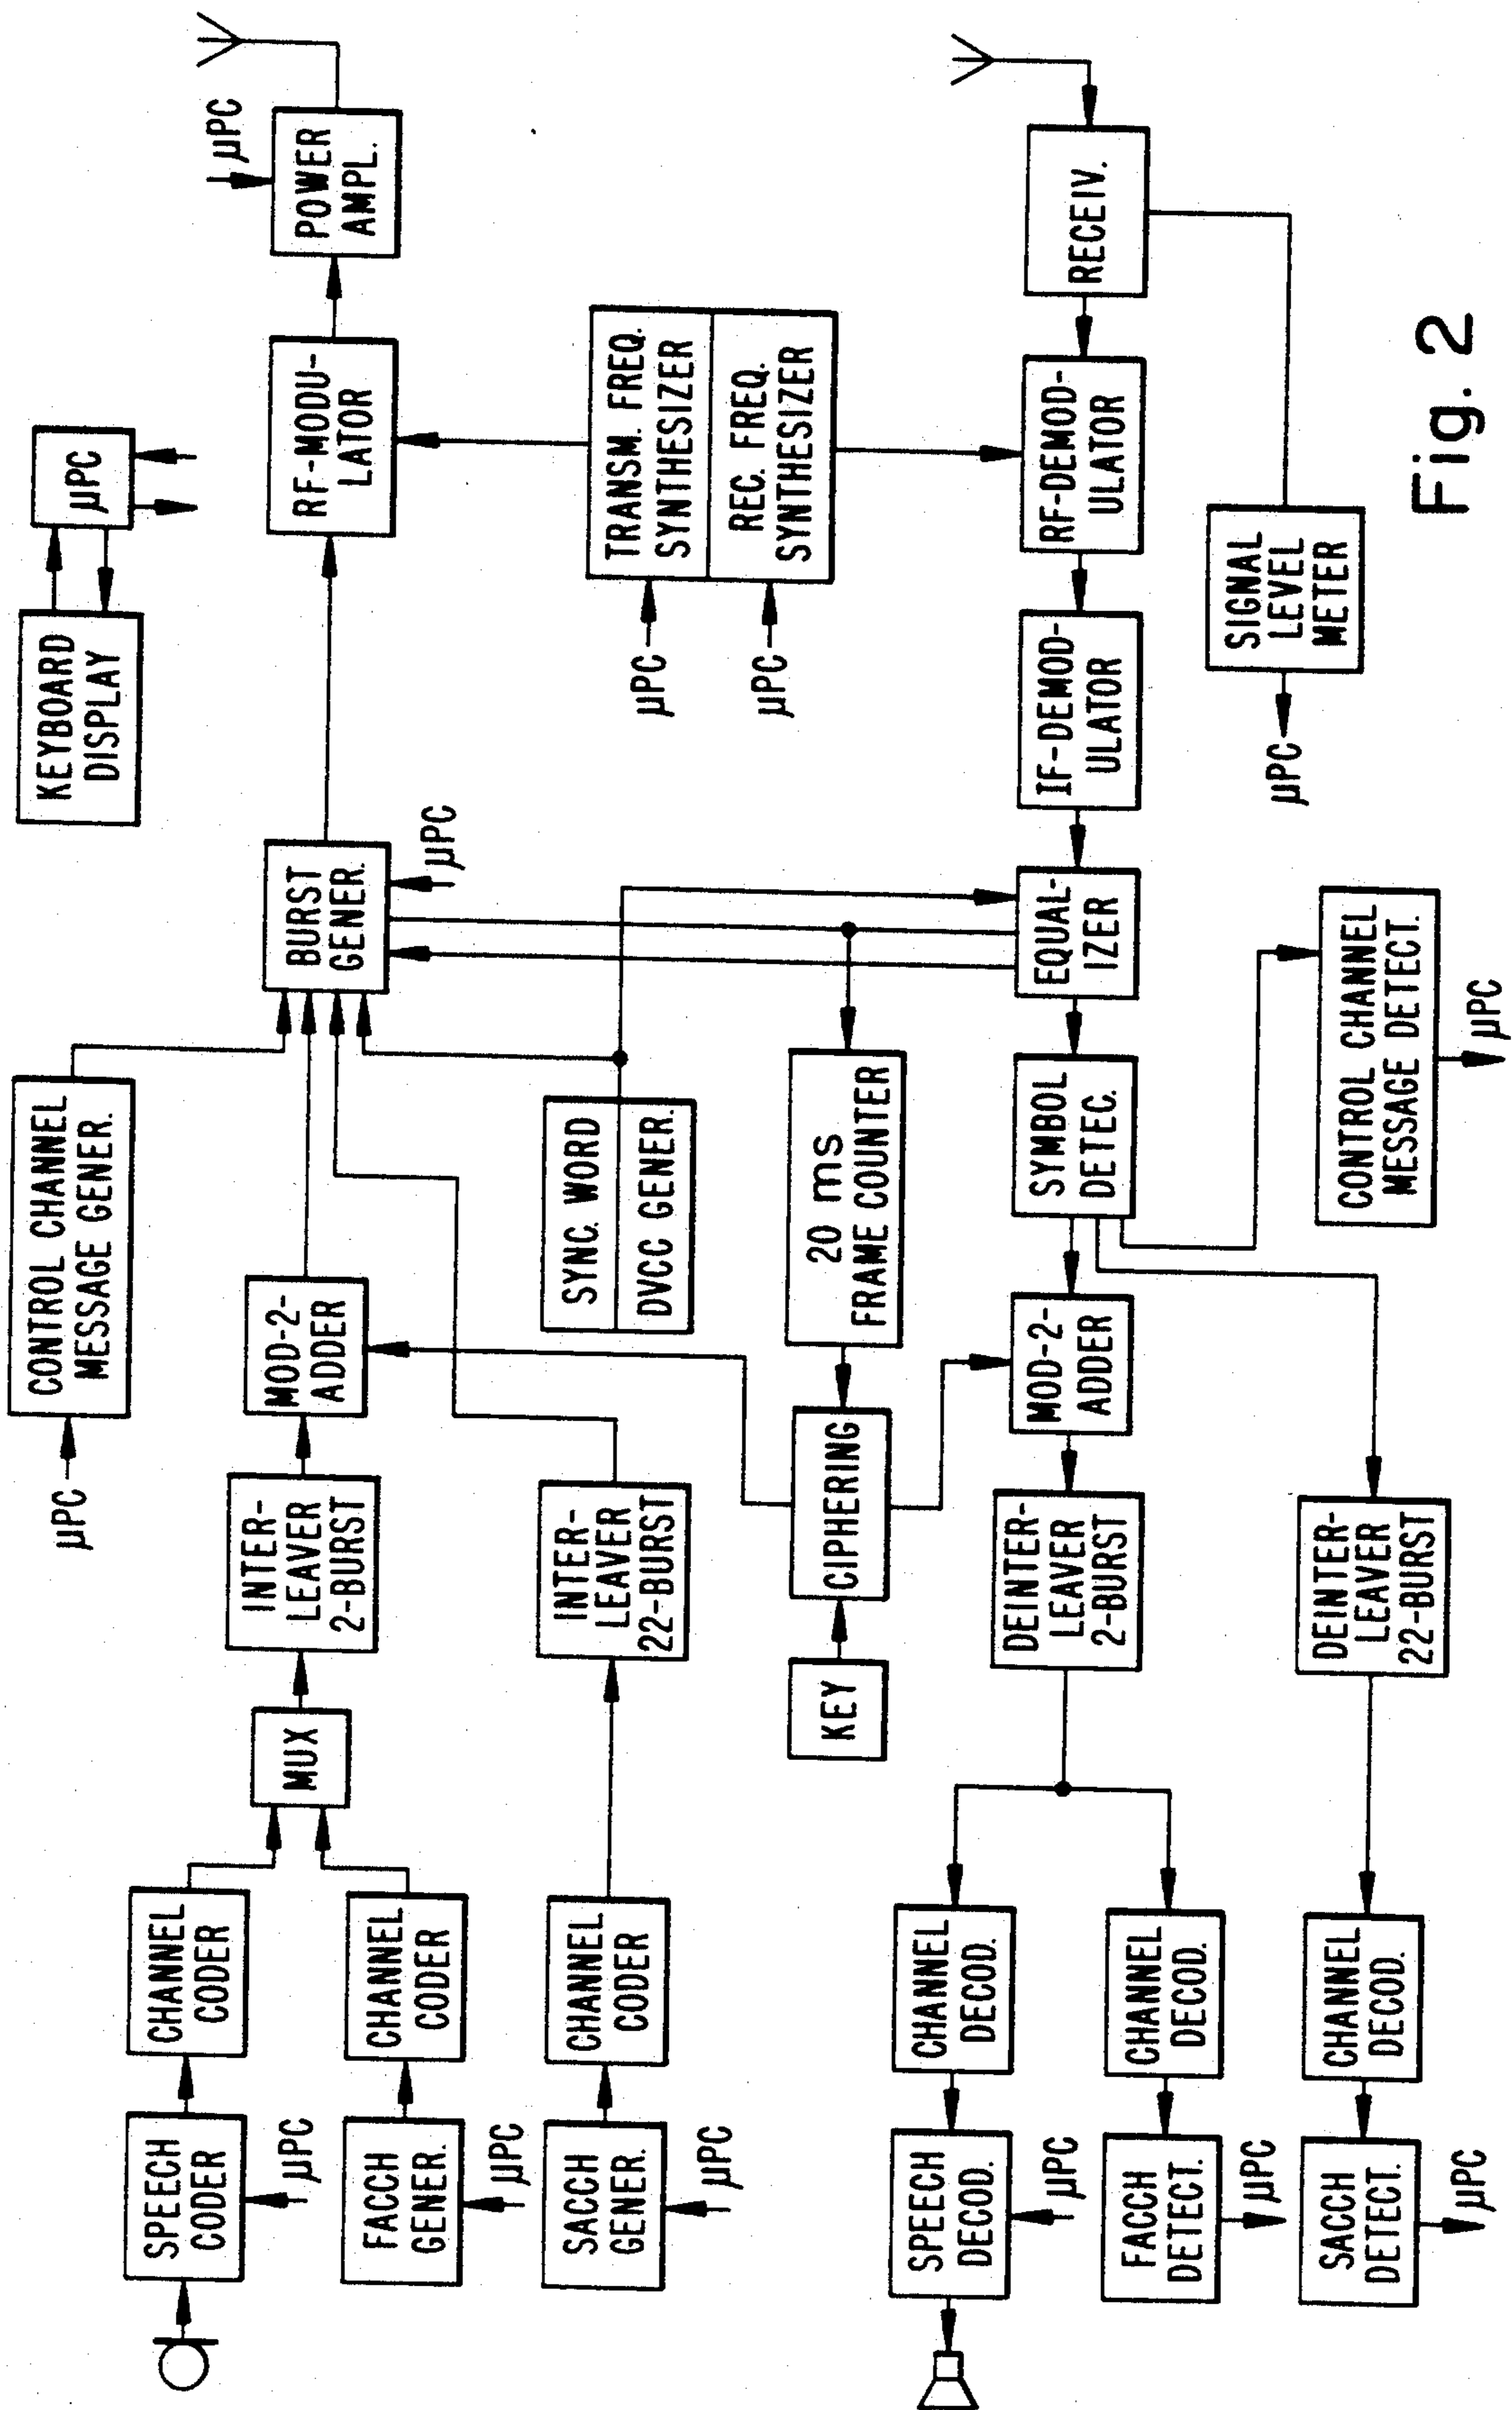 KEYBOARD
DISPLAY
µPC
µPC
CONTROL CHANNEL
MESSAGE GENER.
SPEECH
CODER
µPC
CHANNEL
CODER
FACCH
GENER.
µPC
CHANNEL
CODER
MUX
INTER-
LEAVER
2-BURST
MOD-2-
ADDER
BURST
GENER.
µPC
RF-MODU-
LATOR
POWER
AMPL.
µPC
SACCH
GENER.
µPC
CHANNEL
CODER
INTER-
LEAVER
22-BURST
SYNC. WORD
DVCC GENER.
TRANSM. FREQ.
SYNTHESIZER
REC. FREQ.
SYNTHESIZER
µPC
µPC
KEY
CIPHERING
20 ms
FRAME COUNTER
SPEECH
DECOD.
µPC
CHANNEL
DECOD.
DEINTER-
LEAVER
2-BURST
MOD-2-
ADDER
SYMBOL
DETEC.
EQUAL-
IZER
IF-DEMOD-
ULATOR
RF-DEMOD-
ULATOR
RECEIV.
FACCH
DETECT.
µPC
CHANNEL
DECOD.
SACCH
DETECT.
µPC
CHANNEL
DECOD.
DEINTER-
LEAVER
22-BURST
CONTROL CHANNEL
MESSAGE DETECT.
µPC
µPC
SIGNAL
LEVEL
METER
Fig. 2